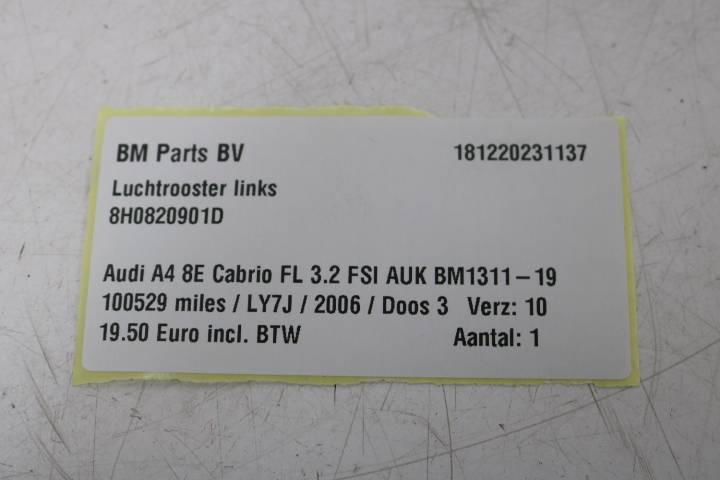 BM Parts BV 181220231137
Luchtrooster links
8H0820901D
Audi A4 8E Cabrio FL 3.2 FSI AUK BM1311-19
100529 miles / LY7J / 2006 / Doos 3 Verz: 10
19.50 Euro incl. BTW Aantal: 1